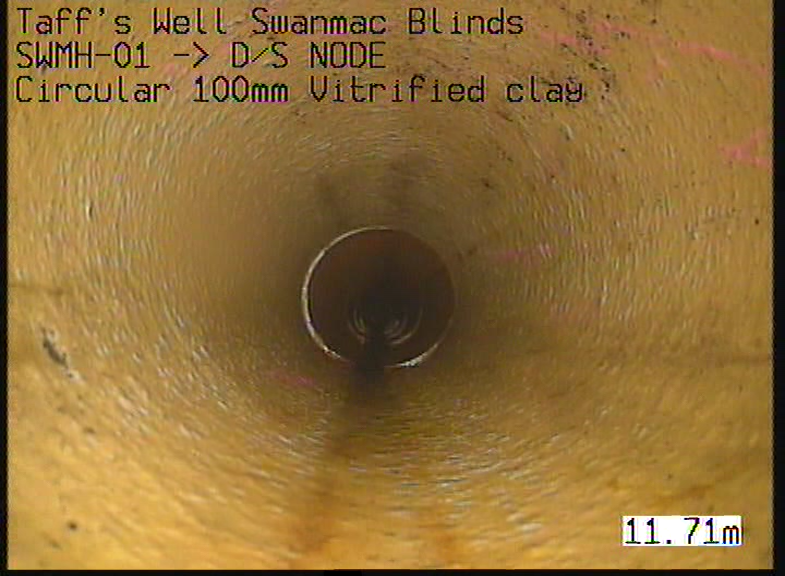 Taff's Well Swanmac Blinds
SWMH-01 -> D/S NODE
Circular 100mm Vitrified clay
11.71m